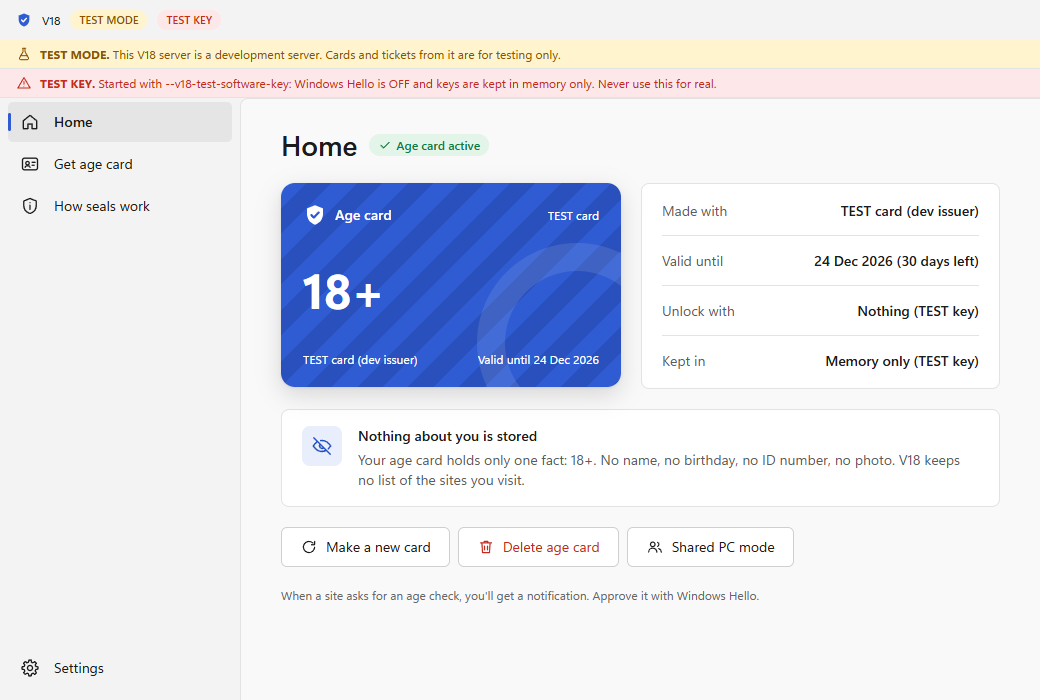 V18 TEST MODE TEST KEY
TEST MODE. This V18 server is a development server. Cards and tickets from it are for testing only.
TEST KEY. Started with --v18-test-software-key: Windows Hello is OFF and keys are kept in memory only. Never use this for real.
Home
Get age card
How seals work
Settings
Home Age card active
Age card TEST card
18+
TEST card (dev issuer) Valid until 24 Dec 2026
Made with TEST card (dev issuer)
Valid until 24 Dec 2026 (30 days left)
Unlock with Nothing (TEST key)
Kept in Memory only (TEST key)
Nothing about you is stored
Your age card holds only one fact: 18+. No name, no birthday, no ID number, no photo. V18 keeps
no list of the sites you visit.
Make a new card Delete age card Shared PC mode
When a site asks for an age check, you'll get a notification. Approve it with Windows Hello.